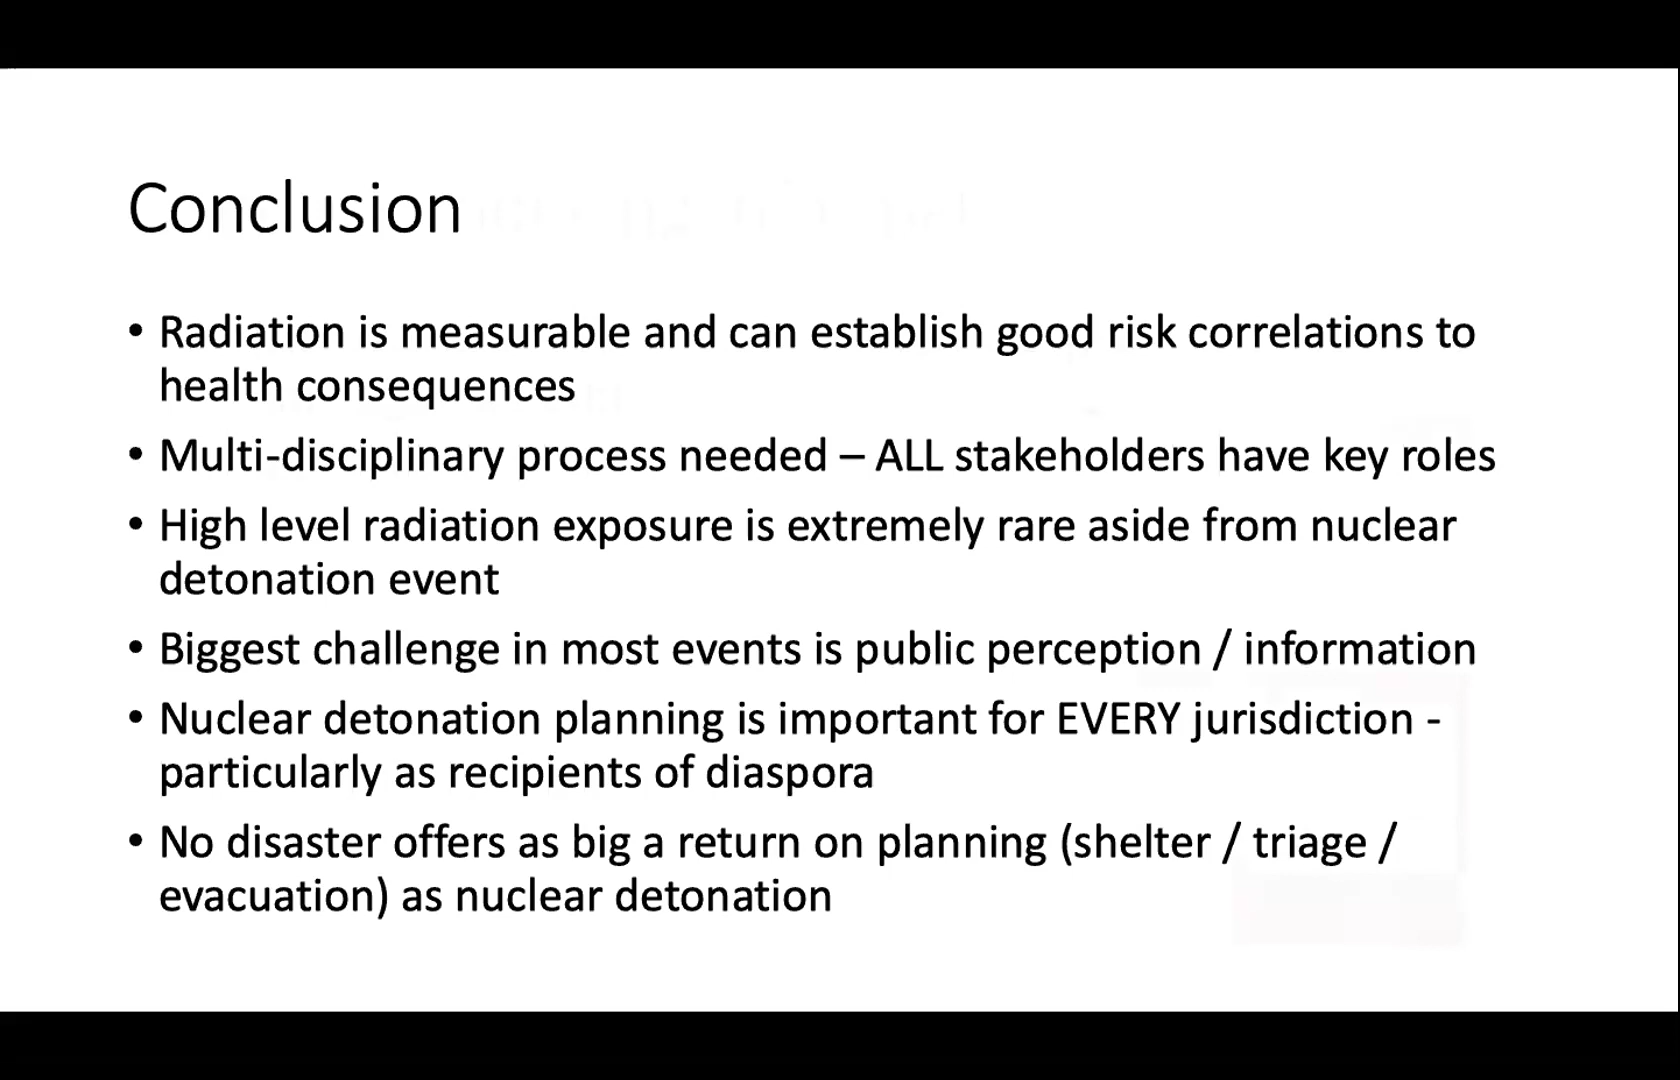 Conclusion
• Radiation is measurable and can establish good risk correlations to
health consequences
• Multi-disciplinary process needed – ALL stakeholders have key roles
• High level radiation exposure is extremely rare aside from nuclear
detonation event
• Biggest challenge in most events is public perception / information
• Nuclear detonation planning is important for EVERY jurisdiction -
particularly as recipients of diaspora
• No disaster offers as big a return on planning (shelter / triage /
evacuation) as nuclear detonation